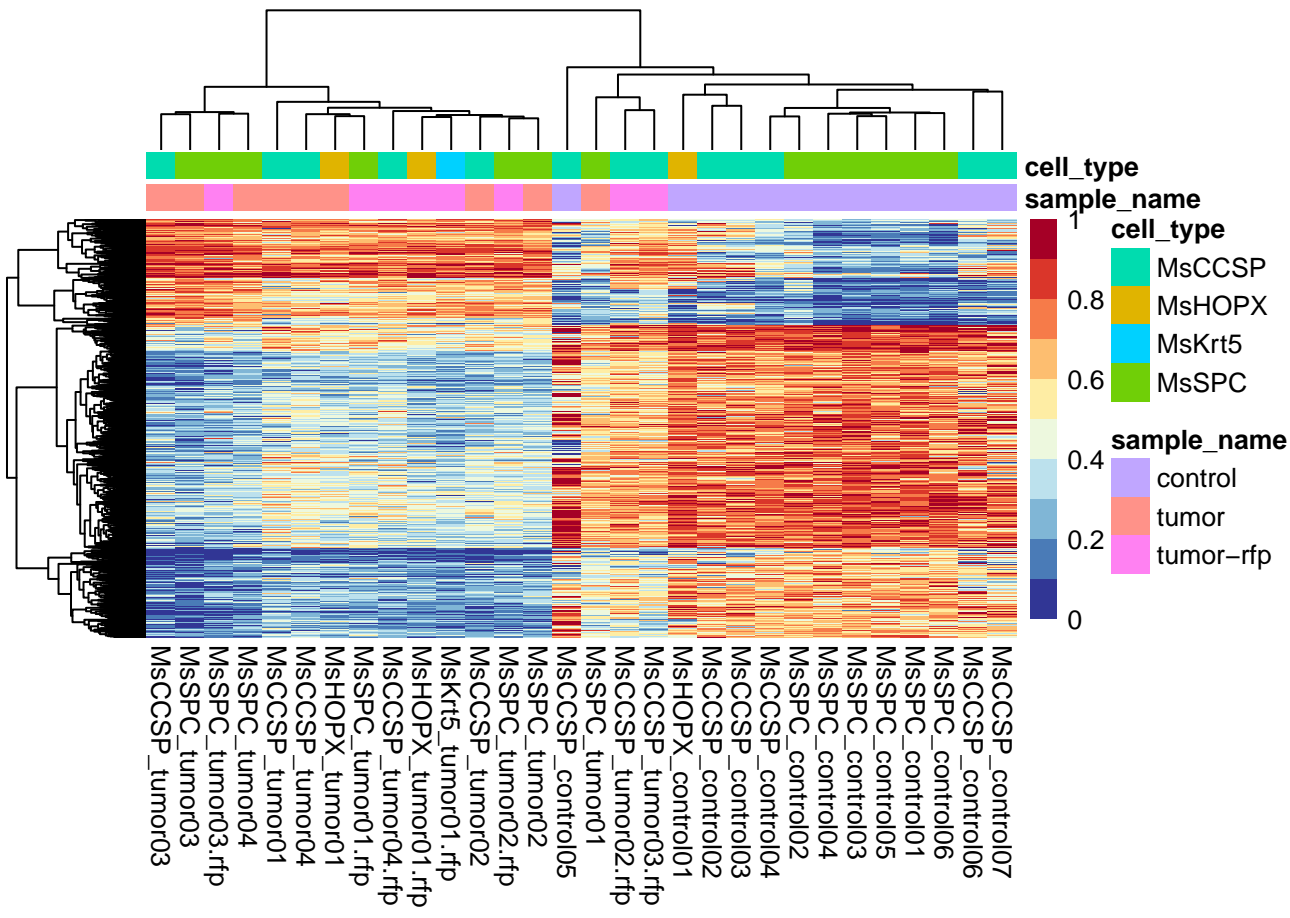 cell_type
sample_name
1
0.8
0.6
0.4
0.2
0
cell_type
MsCCSP
MsHOPX
MsKrt5
MsSPC
sample_name
control
tumor
tumor−rfp
MsCCSP_tumor03
MsSPC_tumor03
MsSPC_tumor03.rfp
MsSPC_tumor04
MsCCSP_tumor01
MsCCSP_tumor04
MsHOPX_tumor01
MsSPC_tumor01.rfp
MsCCSP_tumor04.rfp
MsHOPX_tumor01.rfp
MsKrt5_tumor01.rfp
MsCCSP_tumor02
MsSPC_tumor02.rfp
MsSPC_tumor02
MsCCSP_control05
MsSPC_tumor01
MsCCSP_tumor02.rfp
MsCCSP_tumor03.rfp
MsHOPX_control01
MsCCSP_control02
MsCCSP_control03
MsCCSP_control04
MsSPC_control02
MsSPC_control04
MsSPC_control03
MsSPC_control05
MsSPC_control01
MsSPC_control06
MsCCSP_control06
MsCCSP_control07